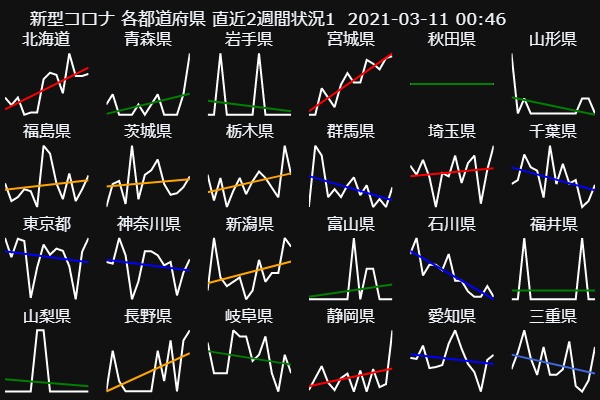 新型コロナ 各都道府県 直近2週間状況1 2021-03-11 00:46
北海道 青森県 岩手県 宮城県 秋田県 山形県
福島県 茨城県 栃木県 群馬県 埼玉県 千葉県
東京都 神奈川県 新潟県 富山県 石川県 福井県
山梨県 長野県 岐阜県 静岡県 愛知県 三重県